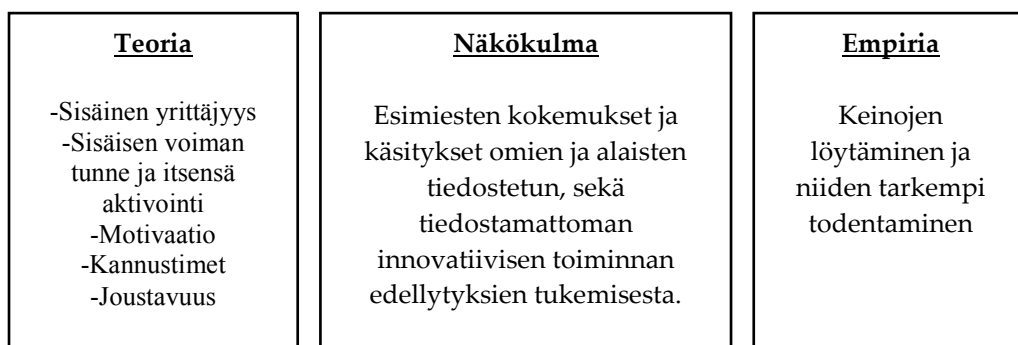 Teoria
-Sisäinen yrittäjyys
-Sisäisen voiman
tunne ja itsensä
aktivointi
-Motivaatio
-Kannustimet
-Joustavuus
Näkökulma
Esimiesten kokemukset ja
käsitykset omien ja alaisten
tiedostetun, sekä
tiedostamattoman
innovatiivisen toiminnan
edellytyksien tukemisesta.
Empiria
Keinojen
löytäminen ja
niiden tarkempi
todentaminen